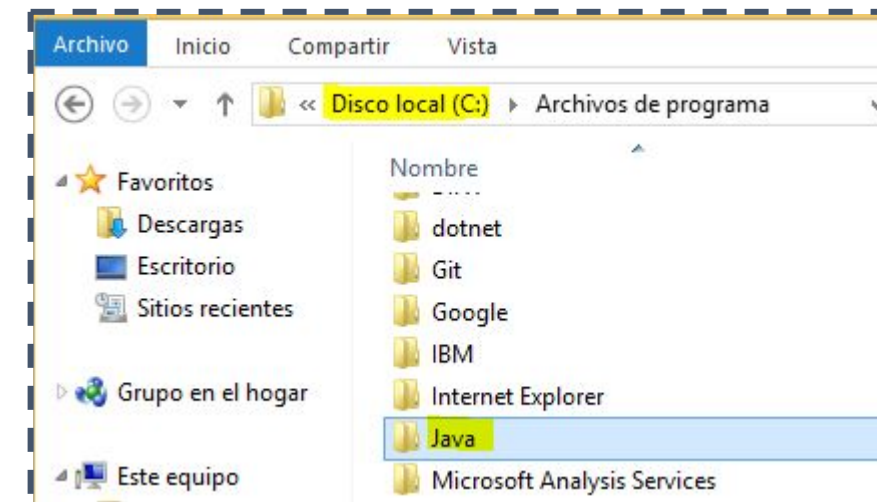 Archivo Inicio Compartir Vista
« Disco local (C:) Archivos de programa
Favoritos
Descargas
Escritorio
Sitios recientes
Grupo en el hogar
Este equipo
Nombre
dotnet
Git
Google
IBM
Internet Explorer
Java
Microsoft Analysis Services